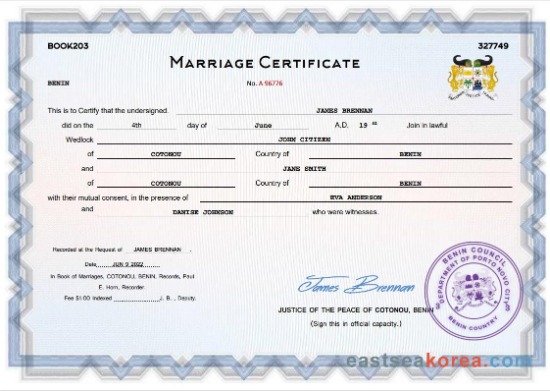 BOOK203
327749
MARRIAGE CERTIFICATE
BENIN
No. A 96776
This is to Certify that the undersigned. JAMES BRENNAN
did on the 4th day of June A.D. 19 Join in lawful
Wedlock JOHN CITIZEN
of COTONOU Country of BENIN
and JANE SMITH
of COTONOU Country of BENIN
with their mutual consent, in the presence of EVA ANDERSON
and DANISE JOHNSON who were witnesses.
Recorded at the Request of JAMES BRENNAN ,
Date JUN 5 2022
In Book of Marriages, COTONOU, BENIN, Records, Paul
E. Horn, Recorder.
Fee $1.00 Indexed J. B., Deputy.
James Brennan
JUSTICE OF THE PEACE OF COTONOU, BENIN
(Sign this in official capacity.)
BENIN COUNCIL
DEPARTMENT OF PORTO NOVO CITY
BENIN COUNTRY
eastseakorea.com